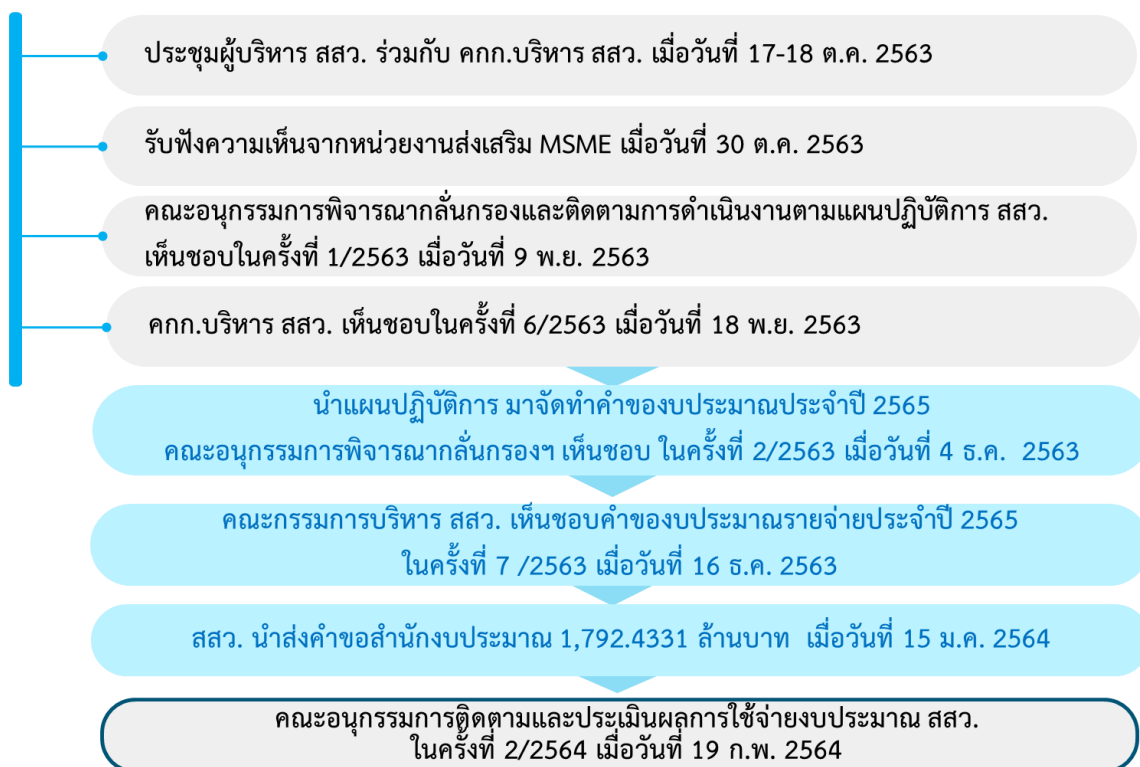 ประชุมผู้บริหาร สสว. ร่วมกับ คกก.บริหาร สสว. เมื่อวันที่ 17-18 ต.ค. 2563
รับฟังความเห็นจากหน่วยงานส่งเสริม MSME เมื่อวันที่ 30 ต.ค. 2563
คณะอนุกรรมการพิจารณากลั่นกรองและติดตามการดำเนินงานตามแผนปฏิบัติการ สสว.
เห็นชอบในครั้งที่ 1/2563 เมื่อวันที่ 9 พ.ย. 2563
คกก.บริหาร สสว. เห็นชอบในครั้งที่ 6/2563 เมื่อวันที่ 18 พ.ย. 2563
นำแผนปฏิบัติการ มาจัดทำคำของบประมาณประจำปี 2565
คณะอนุกรรมการพิจารณากลั่นกรองฯ เห็นชอบ ในครั้งที่ 2/2563 เมื่อวันที่ 4 ธ.ค. 2563
คณะกรรมการบริหาร สสว. เห็นชอบคำของบประมาณรายจ่ายประจำปี 2565
ในครั้งที่ 7 /2563 เมื่อวันที่ 16 ธ.ค. 2563
สสว. นำส่งคำขอสำนักงบประมาณ 1,792.4331 ล้านบาท เมื่อวันที่ 15 ม.ค. 2564
คณะอนุกรรมการติดตามและประเมินผลการใช้จ่ายงบประมาณ สสว.
ในครั้งที่ 2/2564 เมื่อวันที่ 19 ก.พ. 2564